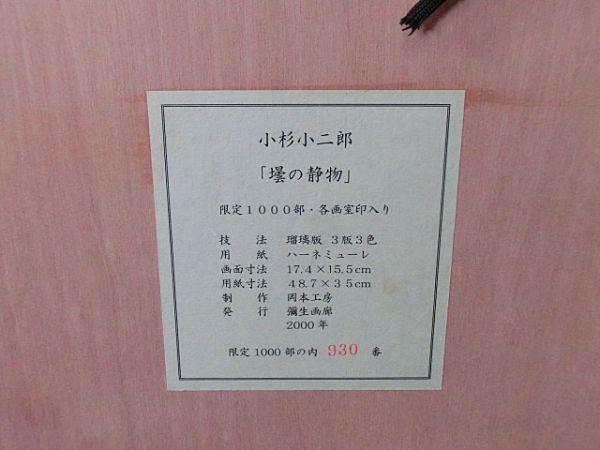 小杉小二郎
「壜の静物」
限定1000部・各画室印入り
技　法　瑠璃版 3版3色
用　紙　ハーネミューレ
画面寸法　17.4×15.5cm
用紙寸法　48.7×35cm
制　作　岡本工房
発　行　彌生画廊
2000年
限定1000部の内 930 番